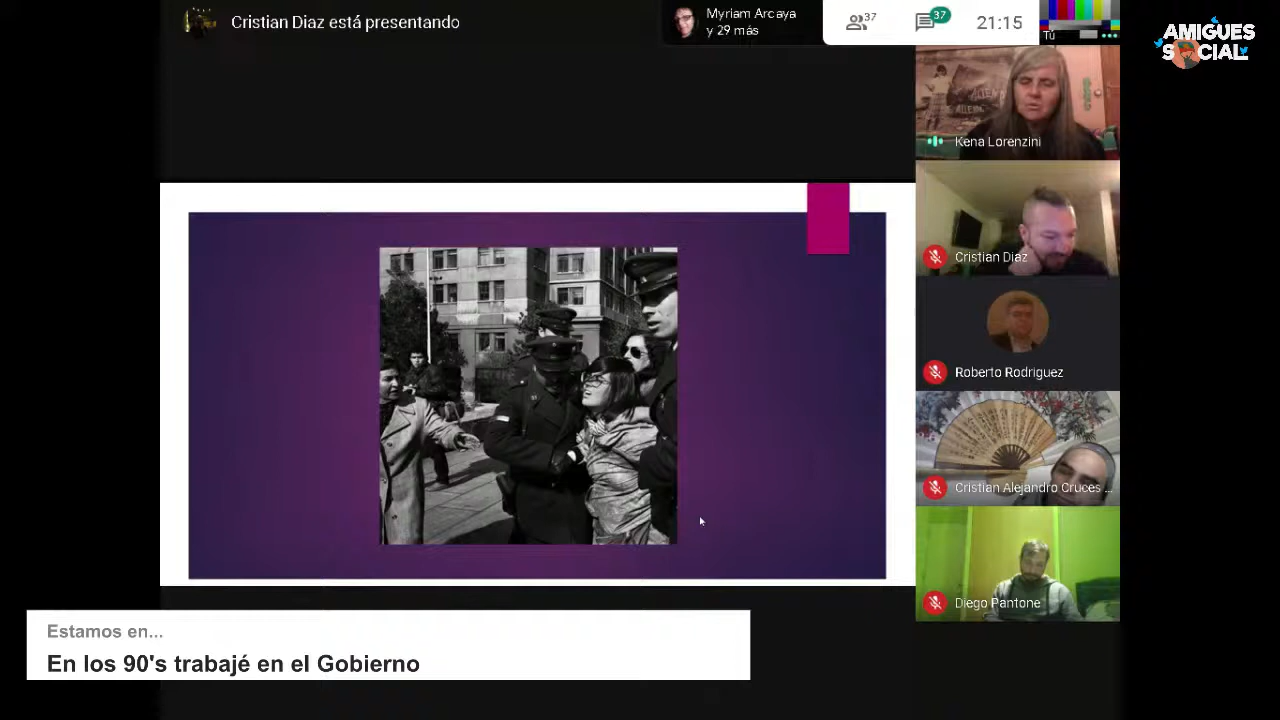 Cristian Diaz está presentando
Myriam Arcaya
y 29 más
37
37
21:15
Tú
AMIGUES
SOCIAL
Kena Lorenzini
Cristian Diaz
Roberto Rodriguez
Cristian Alejandro Cruces ...
Diego Pantone
Estamos en...
En los 90's trabajé en el Gobierno